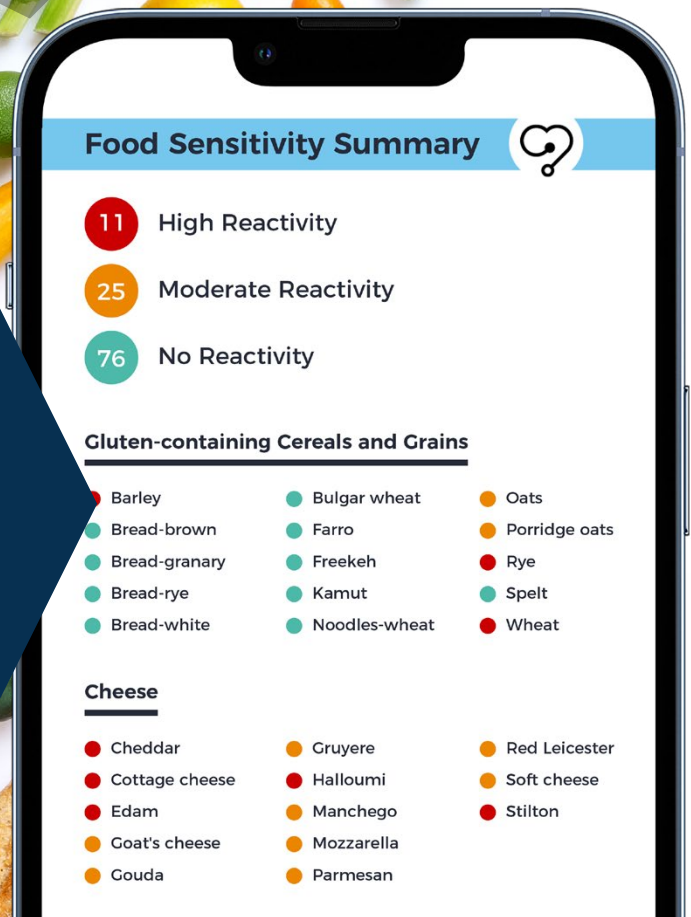 Food Sensitivity Summary
11 High Reactivity
25 Moderate Reactivity
76 No Reactivity
Gluten-containing Cereals and Grains
Barley
Bread-brown
Bread-granary
Bread-rye
Bread-white
Bulgar wheat
Farro
Freekeh
Kamut
Noodles-wheat
Oats
Porridge oats
Rye
Spelt
Wheat
Cheese
Cheddar
Cottage cheese
Edam
Goat's cheese
Gouda
Gruyere
Halloumi
Manchego
Mozzarella
Parmesan
Red Leicester
Soft cheese
Stilton